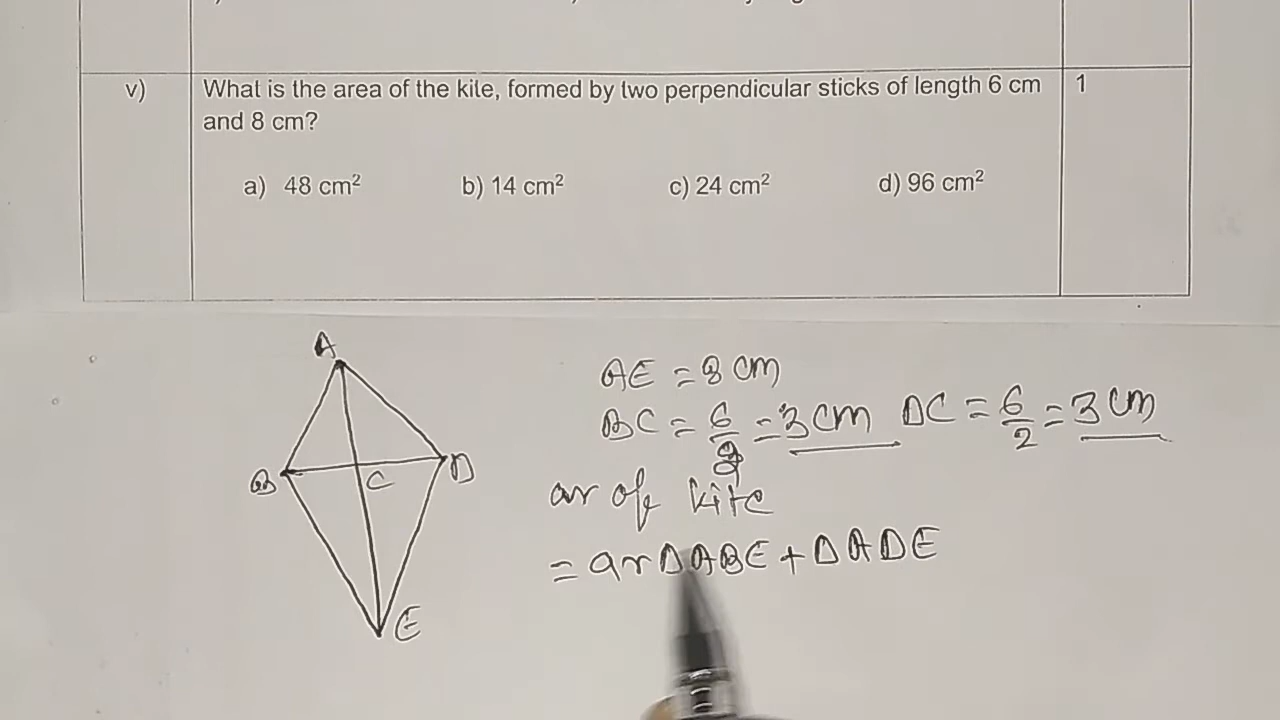 v) What is the area of the kite, formed by two perpendicular sticks of length 6 cm 1
and 8 cm?
a) 48 cm² b) 14 cm² c) 24 cm² d) 96 cm²
A
B C D
E
AE = 8 cm
BC = 6/2 = 3 cm DC = 6/2 = 3 cm
ar of kite
= ar Δ ABE + Δ ADE